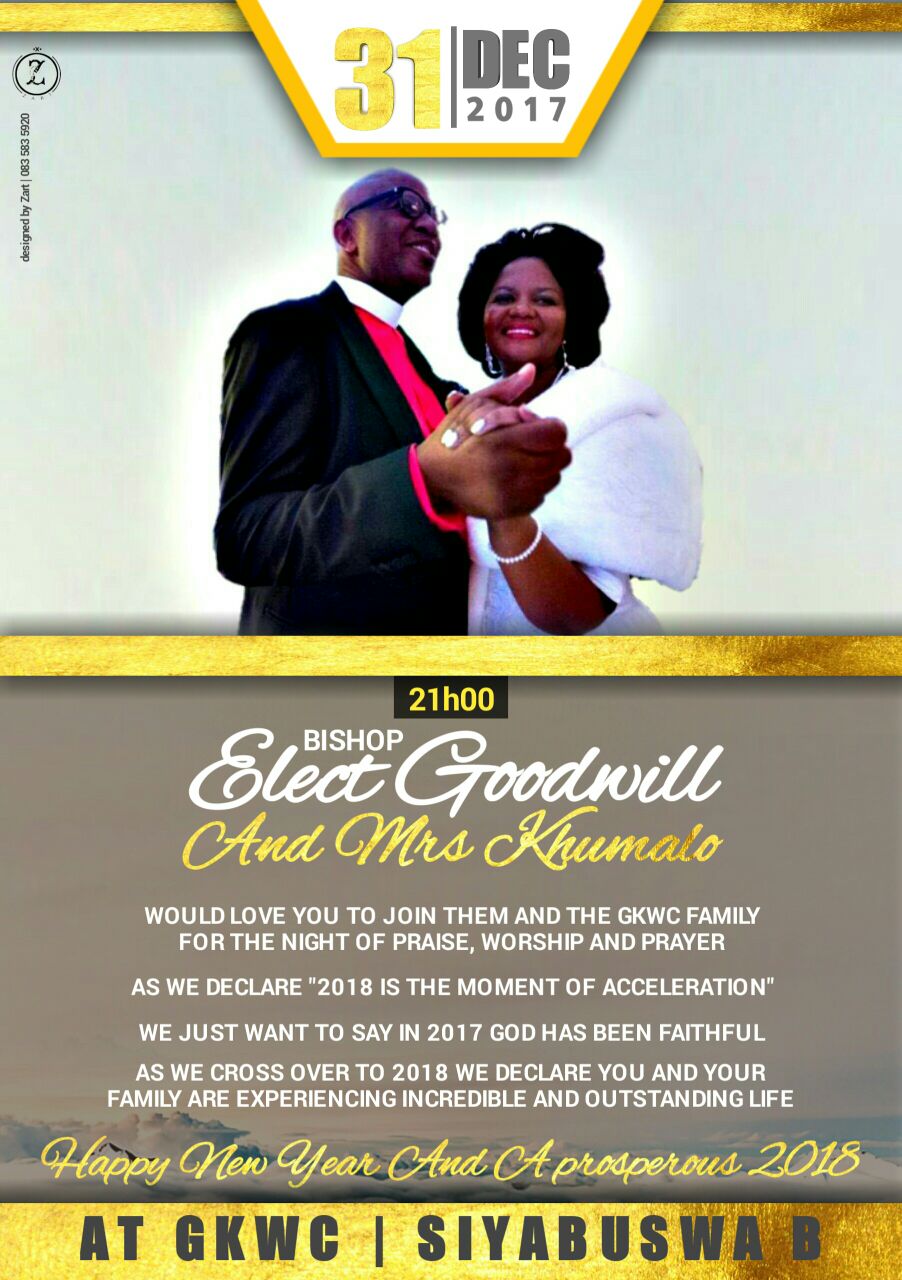 31 DEC
2017
Z
ZART
designed by Zart | 083 583 5920
21h00
BISHOP
Elect Goodwill
And Mrs Khumalo
WOULD LOVE YOU TO JOIN THEM AND THE GKWC FAMILY
FOR THE NIGHT OF PRAISE, WORSHIP AND PRAYER
AS WE DECLARE "2018 IS THE MOMENT OF ACCELERATION"
WE JUST WANT TO SAY IN 2017 GOD HAS BEEN FAITHFUL
AS WE CROSS OVER TO 2018 WE DECLARE YOU AND YOUR
FAMILY ARE EXPERIENCING INCREDIBLE AND OUTSTANDING LIFE
Happy New Year And A prosperous 2018
AT GKWC | SIYABUSWA B